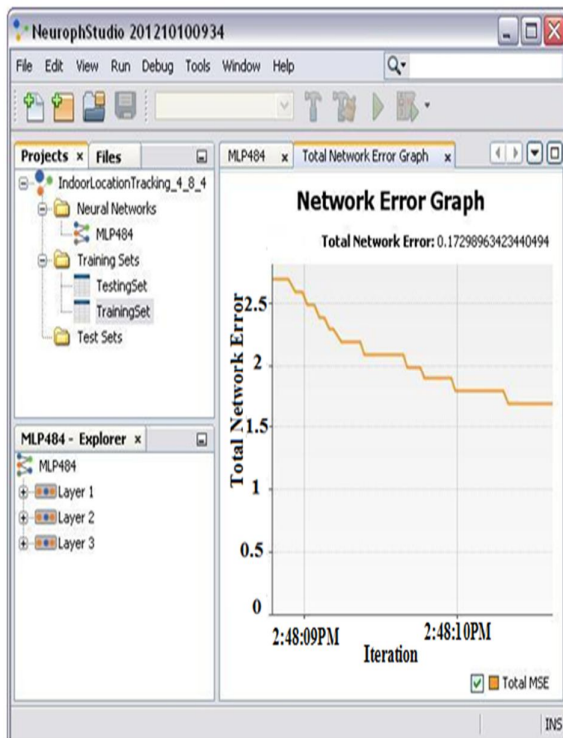 NeurophStudio 201210100934
File Edit View Run Debug Tools Window Help
Projects x Files
IndoorLocationTracking_4_8_4
Neural Networks
MLP484
Training Sets
TestingSet
TrainingSet
Test Sets
MLP484 - Explorer x
MLP484
Layer 1
Layer 2
Layer 3
MLP484 x Total Network Error Graph x
Network Error Graph
Total Network Error: 0.17298963423440494
Total Network Error
2.5
2
1.5
1
0.5
0
2:48:09PM 2:48:10PM
Iteration
Total MSE
INS